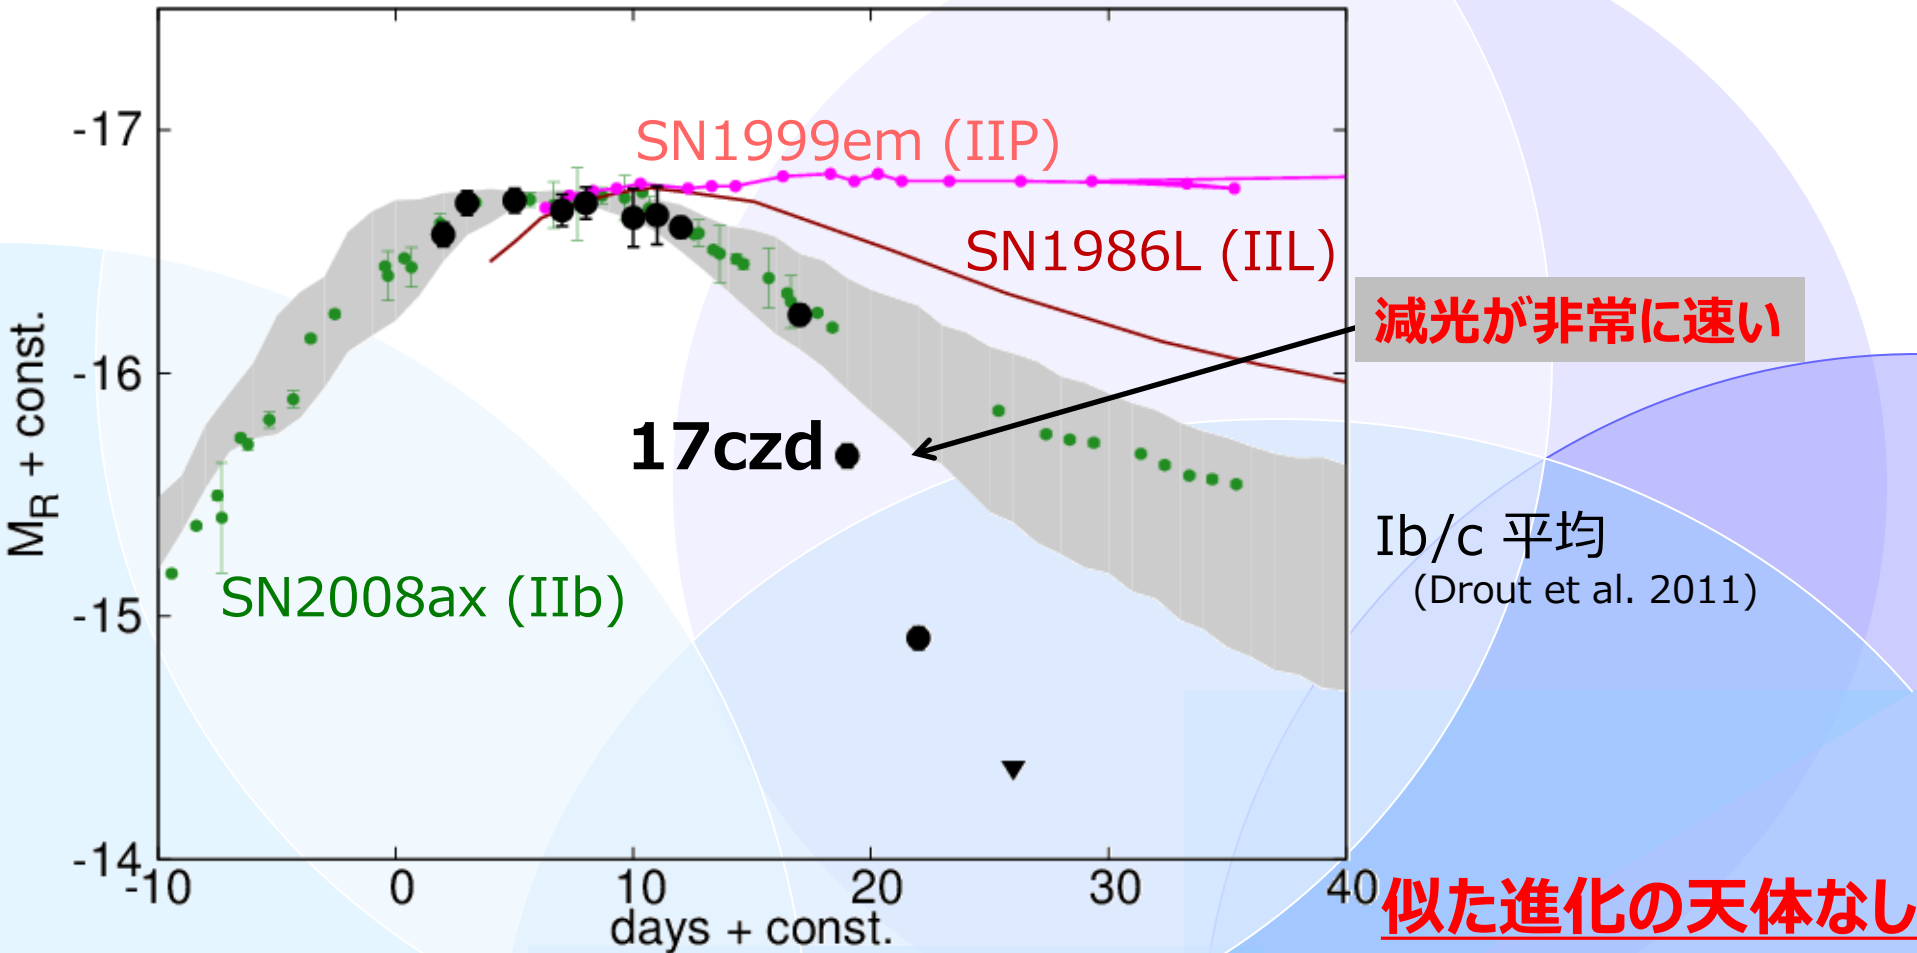 -17
-16
-15
-14
M_R + const.
SN1999em (IIP)
SN1986L (IIL)
減光が非常に速い
17czd
Ib/c 平均
(Drout et al. 2011)
SN2008ax (IIb)
-10 0 10 20 30 40
days + const.
似た進化の天体なし